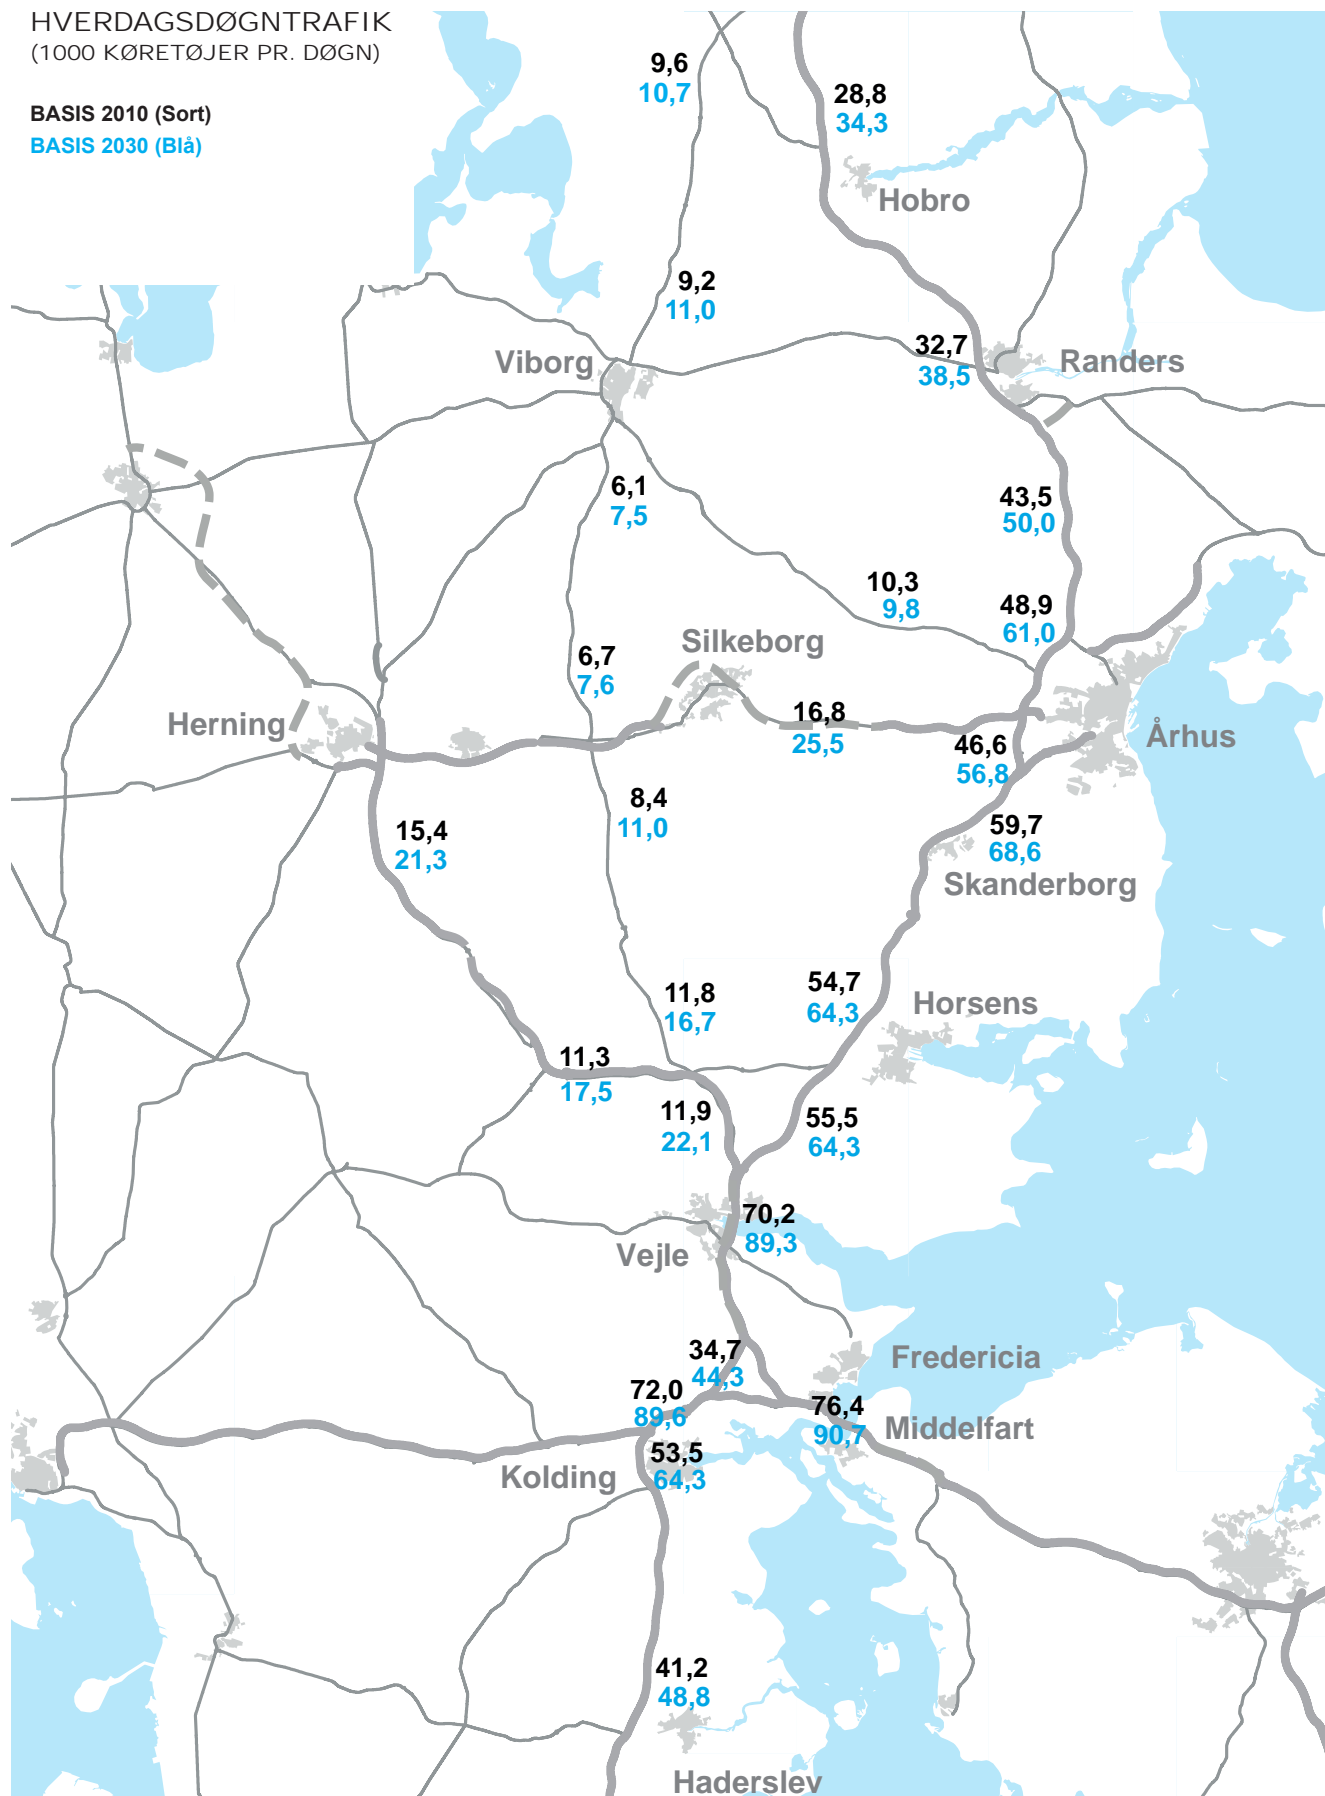 HVERDAGSDØGNTRAFIK
(1000 KØRETØJER PR. DØGN)
BASIS 2010 (Sort)
BASIS 2030 (Blå)
9,6
10,7
28,8
34,3
Hobro
9,2
11,0
Viborg
32,7
38,5
Randers
6,1
7,5
43,5
50,0
10,3
9,8
48,9
61,0
6,7
7,6
Silkeborg
Herning
16,8
25,5
46,6
56,8
Århus
8,4
11,0
15,4
21,3
59,7
68,6
Skanderborg
11,8
16,7
54,7
64,3
Horsens
11,3
17,5
11,9
22,1
55,5
64,3
70,2
89,3
Vejle
34,7
44,3
Fredericia
72,0
89,6
76,4
90,7
Middelfart
53,5
64,3
Kolding
41,2
48,8
Haderslev